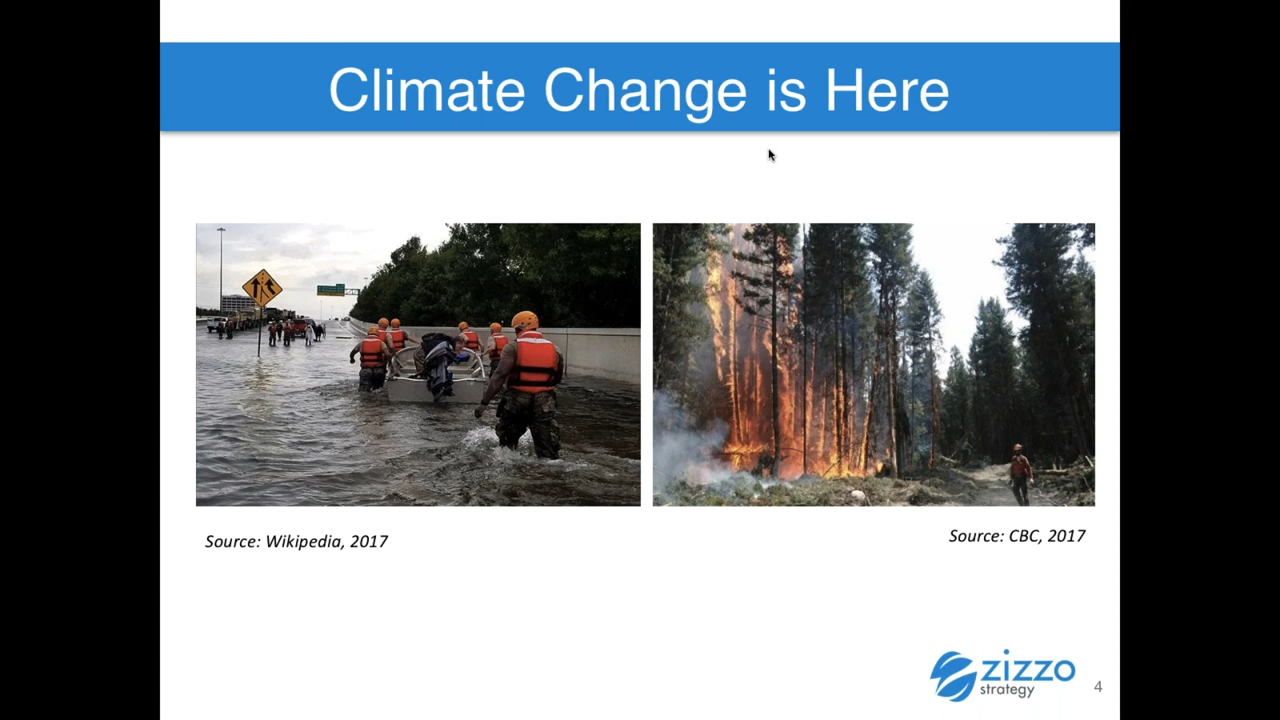 Climate Change is Here
Source: Wikipedia, 2017
Source: CBC, 2017
zizzo
strategy
4